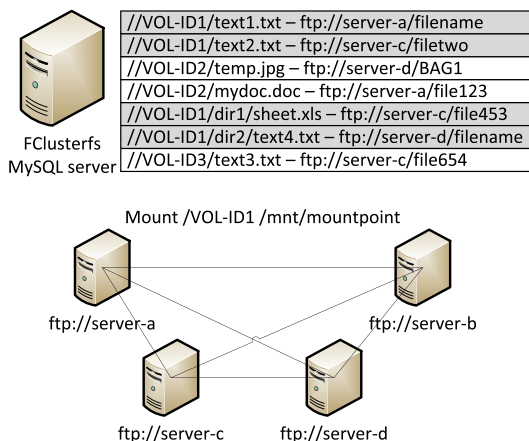 //VOL-ID1/text1.txt – ftp://server-a/filename
//VOL-ID1/text2.txt – ftp://server-c/filetwo
//VOL-ID2/temp.jpg – ftp://server-d/BAG1
//VOL-ID2/mydoc.doc – ftp://server-a/file123
//VOL-ID1/dir1/sheet.xls – ftp://server-c/file453
//VOL-ID1/dir2/text4.txt – ftp://server-d/filename
//VOL-ID3/text3.txt – ftp://server-c/file654
FClusterfs
MySQL server
Mount /VOL-ID1 /mnt/mountpoint
ftp://server-a
ftp://server-b
ftp://server-c
ftp://server-d